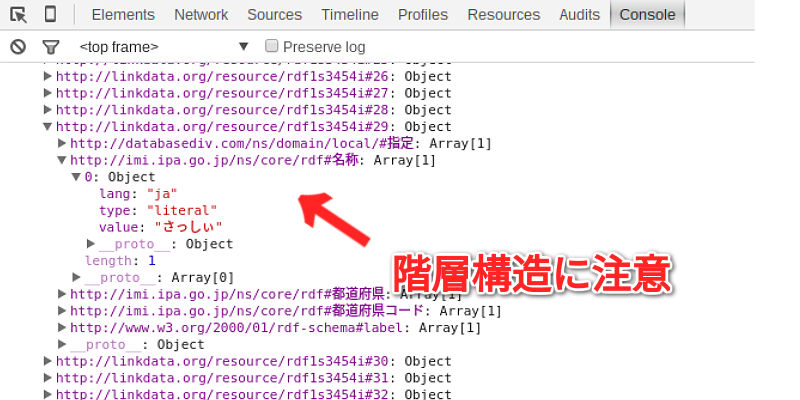 Elements Network Sources Timeline Profiles Resources Audits Console
<top frame> ▼ Preserve log
http://linkdata.org/resource/rdf1s3454i#26: Object
http://linkdata.org/resource/rdf1s3454i#27: Object
http://linkdata.org/resource/rdf1s3454i#28: Object
http://linkdata.org/resource/rdf1s3454i#29: Object
http://databasediv.com/ns/domain/local/#指定: Array[1]
http://imi.ipa.go.jp/ns/core/rdf#名称: Array[1]
0: Object
lang: "ja"
type: "literal"
value: "さっしぃ"
__proto__: Object
length: 1
__proto__: Array[0]
階層構造に注意
http://imi.ipa.go.jp/ns/core/rdf#都道府県: Array[1]
http://imi.ipa.go.jp/ns/core/rdf#都道府県コード: Array[1]
http://www.w3.org/2000/01/rdf-schema#label: Array[1]
__proto__: Object
http://linkdata.org/resource/rdf1s3454i#30: Object
http://linkdata.org/resource/rdf1s3454i#31: Object
http://linkdata.org/resource/rdf1s3454i#32: Object